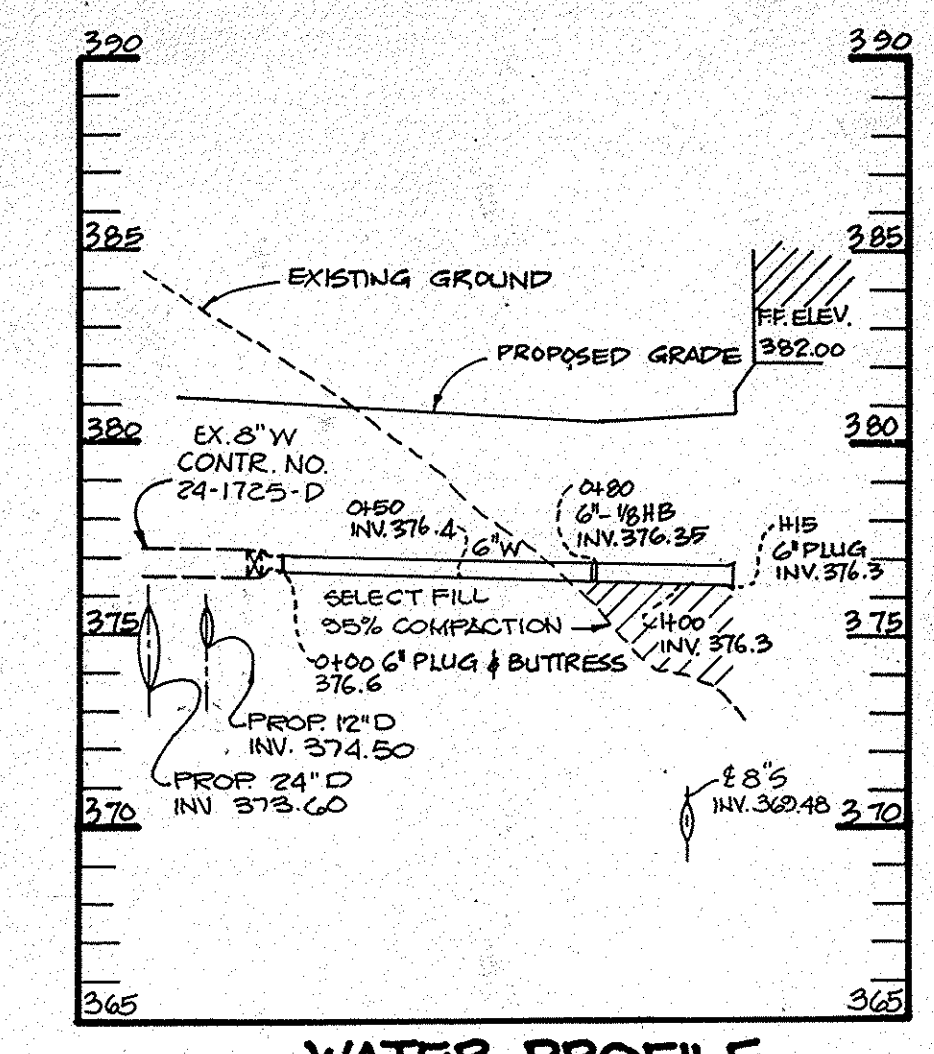 390
390
385
385
EXISTING GROUND
F.F. ELEV.
382.00
PROPOSED GRADE
380
380
EX. 8" W
CONTR. NO.
24-1725-D
0+50
INV. 376.4
6" W
0+80
6"-1/8HB
INV. 376.35
1+15
6" PLUG
INV. 376.3
375
375
SELECT FILL
95% COMPACTION
1+00
INV. 376.3
0+00 6" PLUG & BUTTRESS
376.6
PROP. 12" D
INV. 374.50
PROP. 24" D
INV 373.60
370
370
℄ 8"S
INV. 369.48
365
365
WATER PROFILE